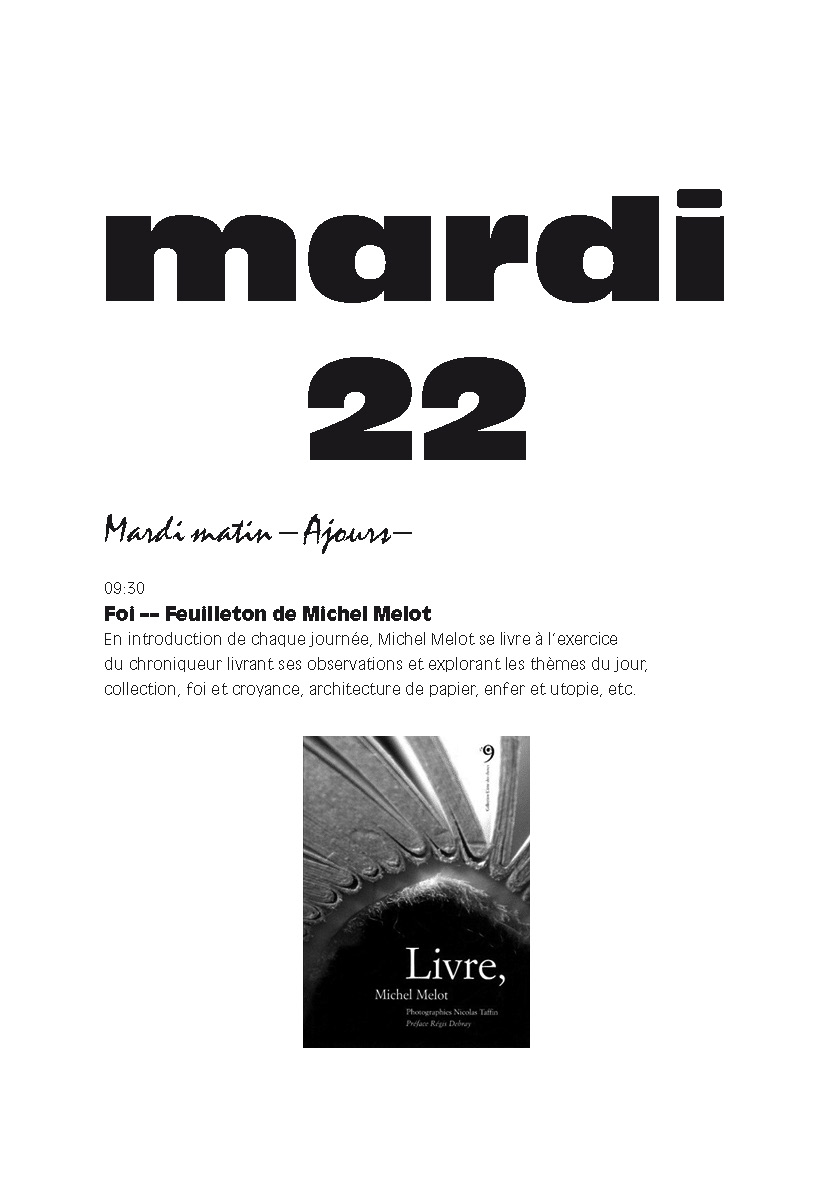 mardi
22
Mardi matin — Ajours —
09:30
Foi -- Feuilleton de Michel Melot
En introduction de chaque journée, Michel Melot se livre à l'exercice
du chroniqueur livrant ses observations et explorant les thèmes du jour,
collection, foi et croyance, architecture de papier, enfer et utopie, etc.
Livre,
Michel Melot
Photographies Nicolas Taffin
Préface Régis Debray